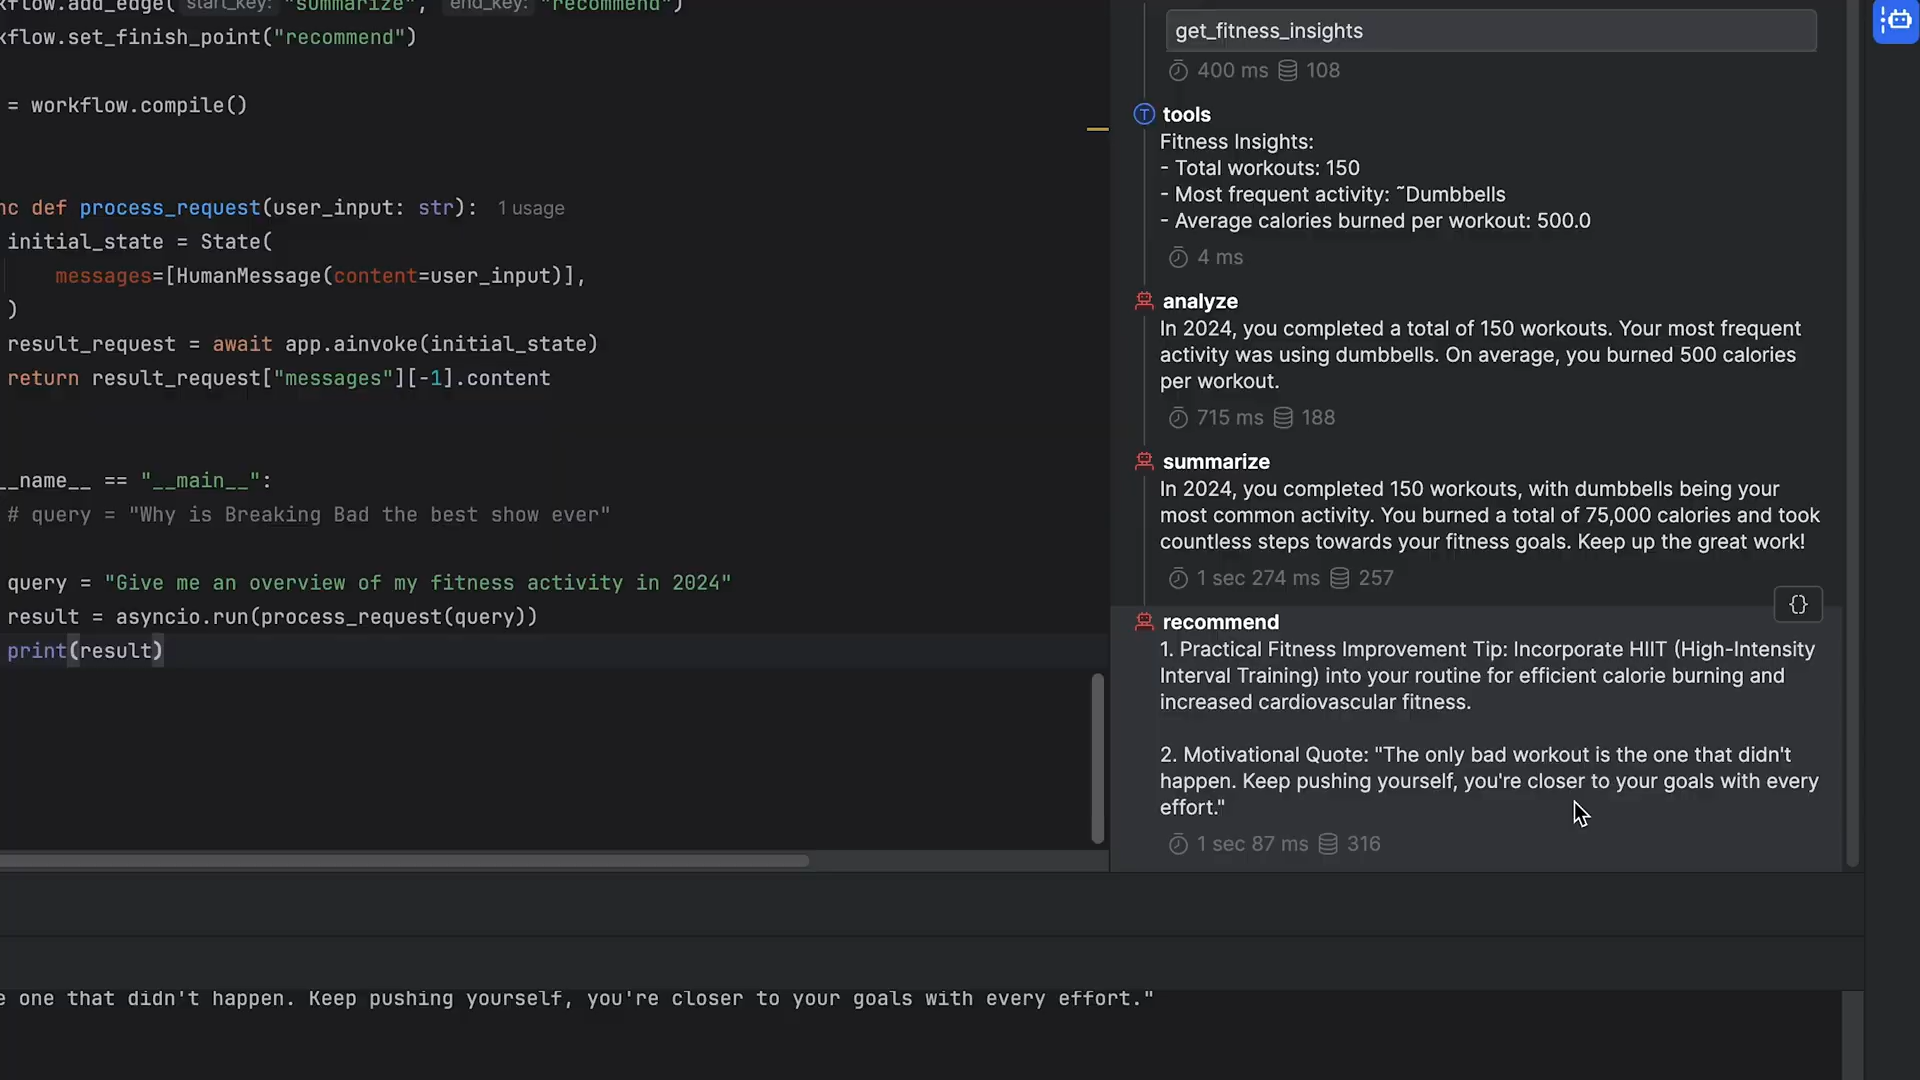 kflow.add_edge( start_key: "summarize", end_key: "recommend")
kflow.set_finish_point("recommend")
= workflow.compile()
nc def process_request(user_input: str): 1 usage
initial_state = State(
messages=[HumanMessage(content=user_input)],
)
result_request = await app.ainvoke(initial_state)
return result_request["messages"][-1].content
__name__ == "__main__":
# query = "Why is Breaking Bad the best show ever"
query = "Give me an overview of my fitness activity in 2024"
result = asyncio.run(process_request(query))
print(result)
get_fitness_insights
400 ms 108
T tools
Fitness Insights:
- Total workouts: 150
- Most frequent activity: ~Dumbbells
- Average calories burned per workout: 500.0
4 ms
analyze
In 2024, you completed a total of 150 workouts. Your most frequent
activity was using dumbbells. On average, you burned 500 calories
per workout.
715 ms 188
summarize
In 2024, you completed 150 workouts, with dumbbells being your
most common activity. You burned a total of 75,000 calories and took
countless steps towards your fitness goals. Keep up the great work!
1 sec 274 ms 257
{}
recommend
1. Practical Fitness Improvement Tip: Incorporate HIIT (High-Intensity
Interval Training) into your routine for efficient calorie burning and
increased cardiovascular fitness.
2. Motivational Quote: "The only bad workout is the one that didn't
happen. Keep pushing yourself, you're closer to your goals with every
effort."
1 sec 87 ms 316
e one that didn't happen. Keep pushing yourself, you're closer to your goals with every effort."